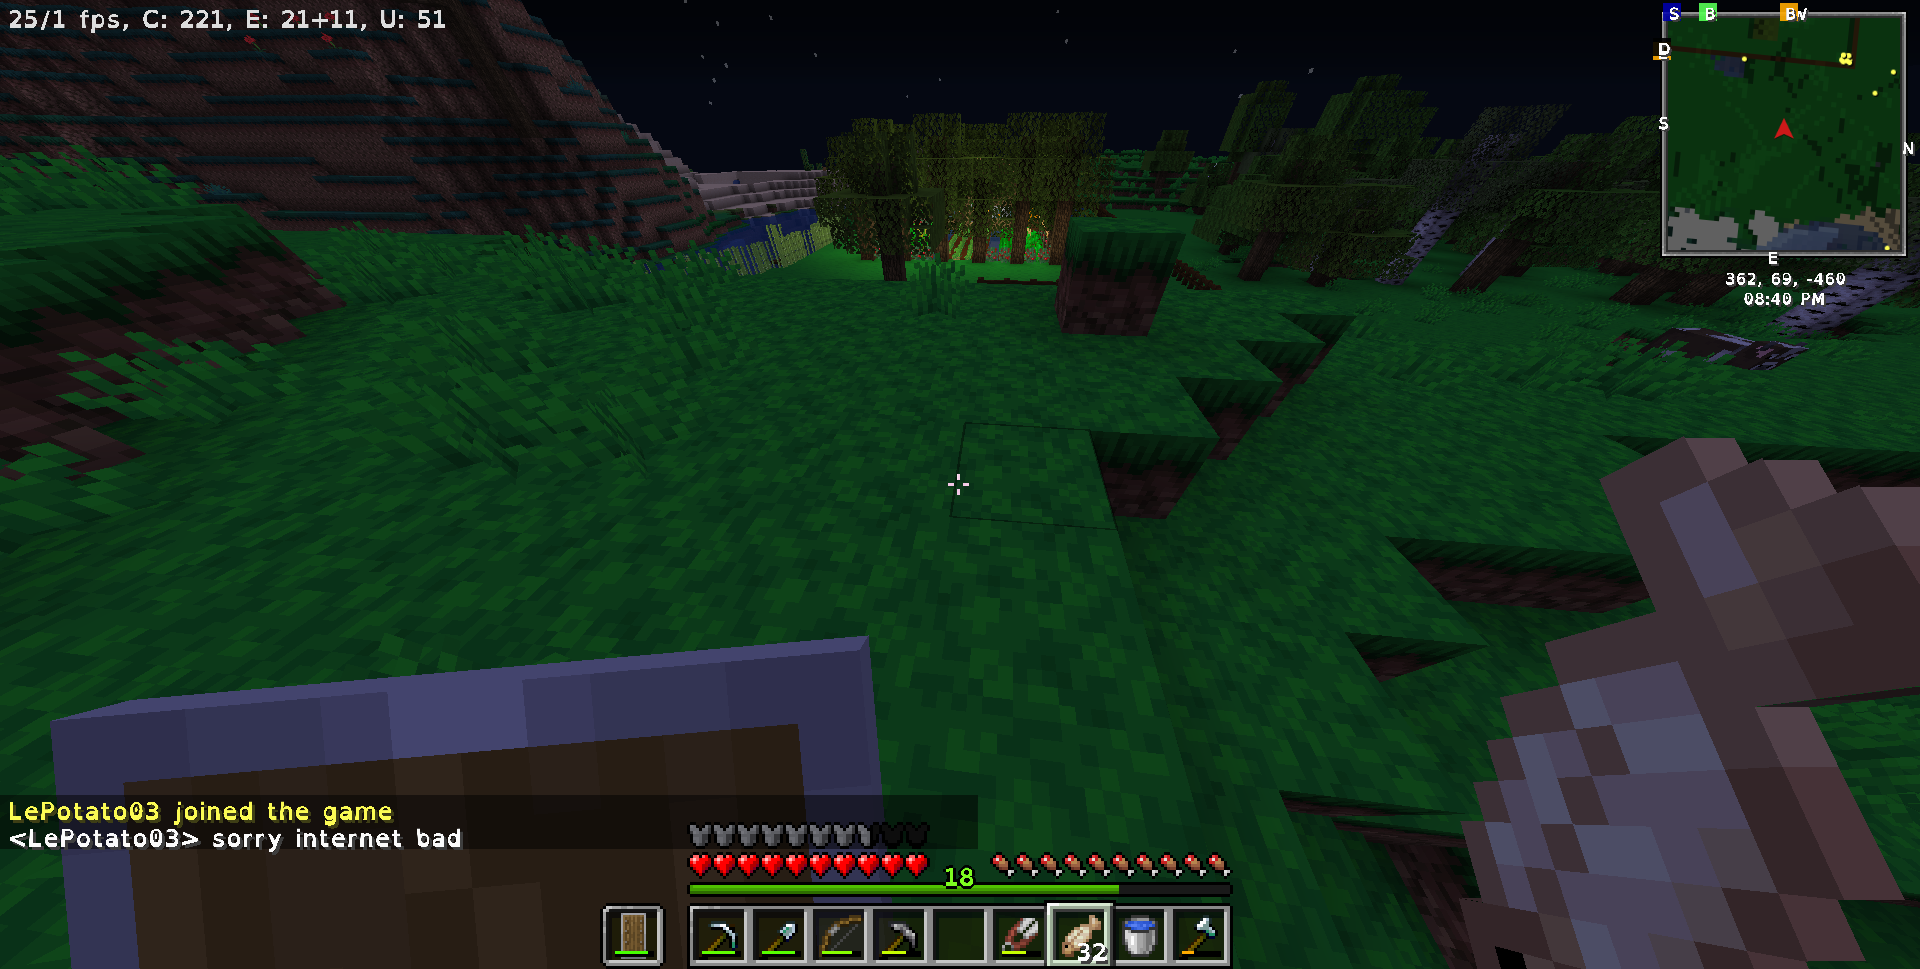 25/1 fps, C: 221, E: 21+11, U: 51
S B BW
D
S
N
E
362, 69, -460
08:40 PM
LePotato03 joined the game
<LePotato03> sorry internet bad
18
32